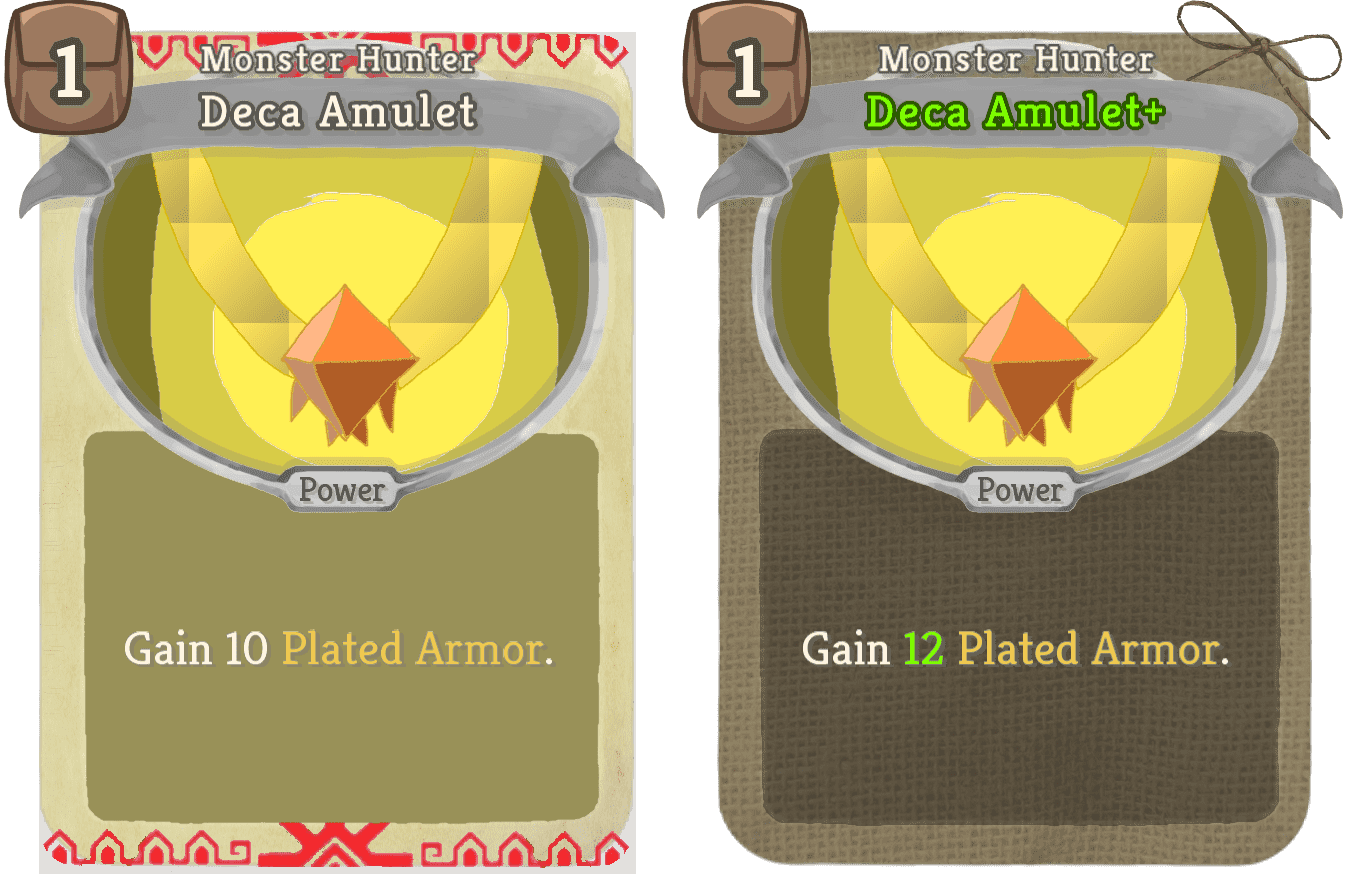 1
Monster Hunter
Deca Amulet
Power
Gain 10 Plated Armor.
1
Monster Hunter
Deca Amulet+
Power
Gain 12 Plated Armor.